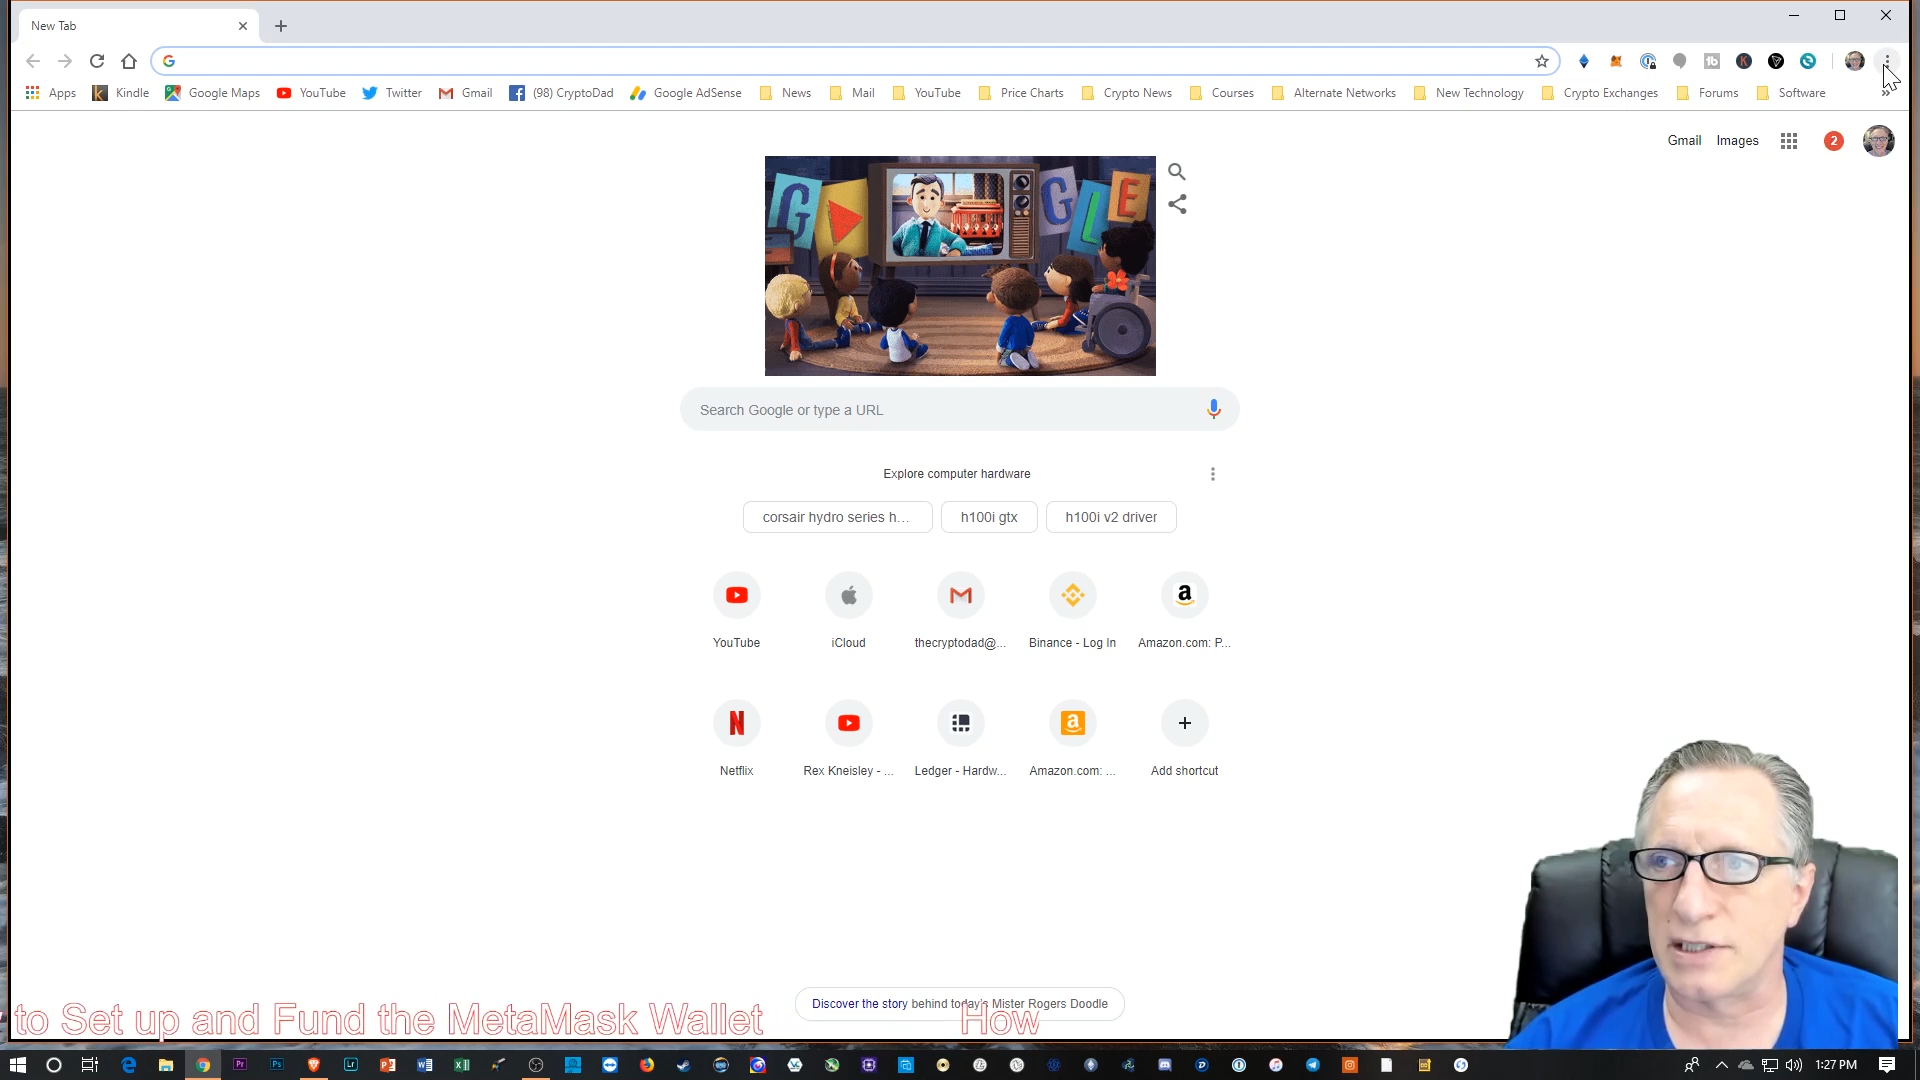 New Tab
Apps Kindle Google Maps YouTube Twitter Gmail (98) CryptoDad Google AdSense News Mail YouTube Price Charts Crypto News Courses Alternate Networks New Technology Crypto Exchanges Forums Software »
Gmail Images 2
GOGLE
Search Google or type a URL
Explore computer hardware
corsair hydro series h... h100i gtx h100i v2 driver
YouTube iCloud thecryptodad@... Binance - Log In Amazon.com: P...
Netflix Rex Kneisley - ... Ledger - Hardw... Amazon.com: ... Add shortcut
Discover the story behind today's Mister Rogers Doodle
to Set up and Fund the MetaMask Wallet How
1:27 PM